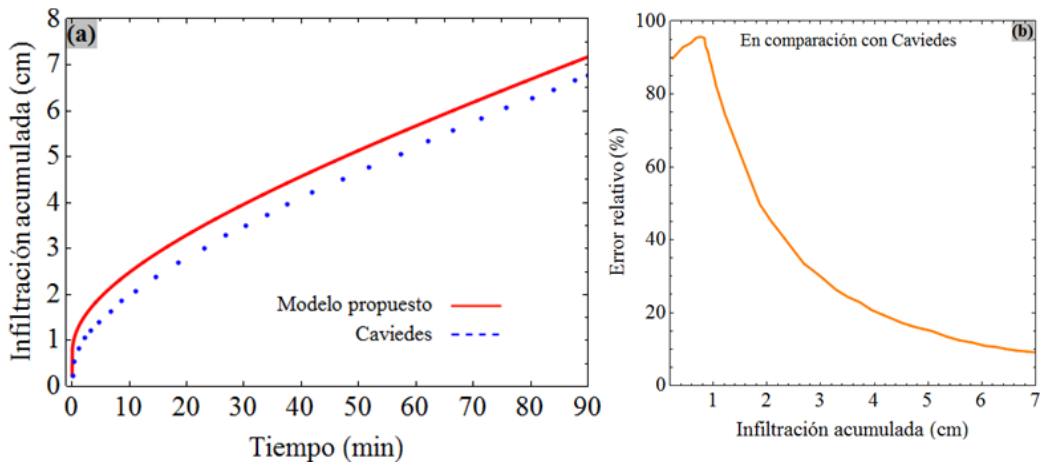 (a)
Infiltración acumulada (cm)
8
7
6
5
4
3
2
1
0
Modelo propuesto
Caviedes
0 10 20 30 40 50 60 70 80 90
Tiempo (min)
(b)
En comparación con Caviedes
Error relativo (%)
100
80
60
40
20
0
1 2 3 4 5 6 7
Infiltración acumulada (cm)